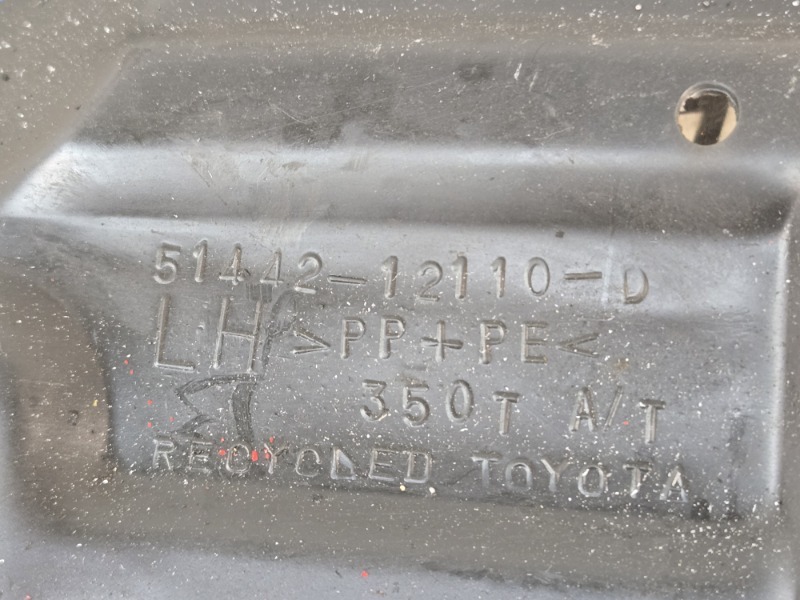 51442-12110-D
LH >PP+PE<
350T A/T
RECYCLED TOYOTA